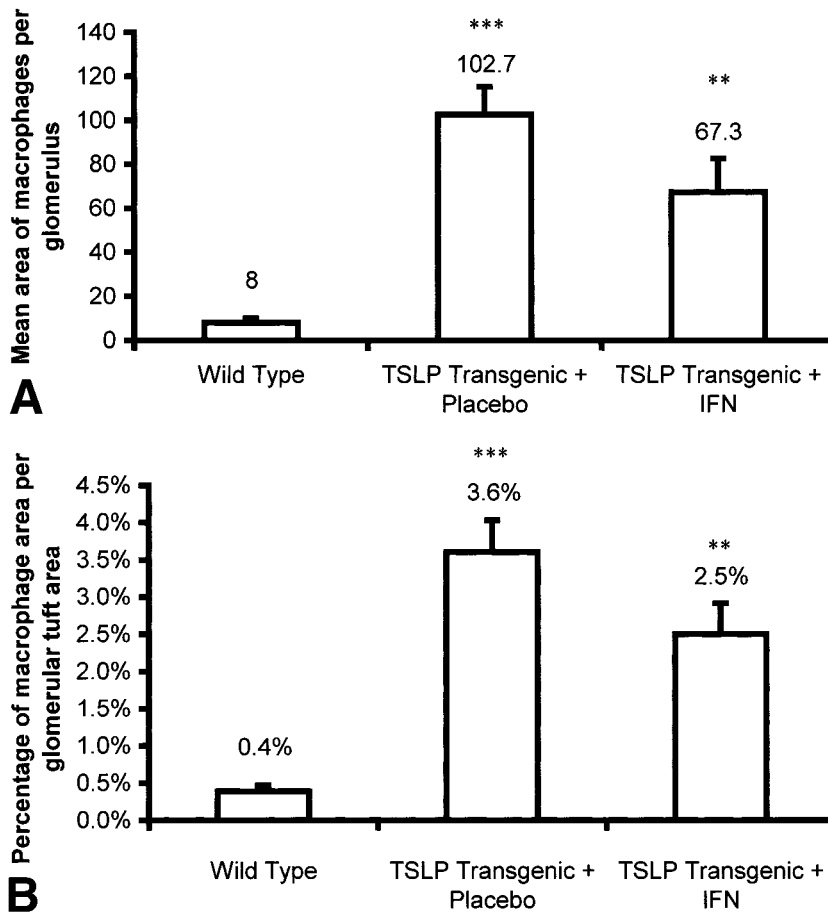 Mean area of macrophages per
glomerulus
140
120
100
80
60
40
20
0
8
***
102.7
**
67.3
Wild Type
TSLP Transgenic +
Placebo
TSLP Transgenic +
IFN
A
Percentage of macrophage area per
glomerular tuft area
4.5%
4.0%
3.5%
3.0%
2.5%
2.0%
1.5%
1.0%
0.5%
0.0%
0.4%
***
3.6%
**
2.5%
Wild Type
TSLP Transgenic +
Placebo
TSLP Transgenic +
IFN
B